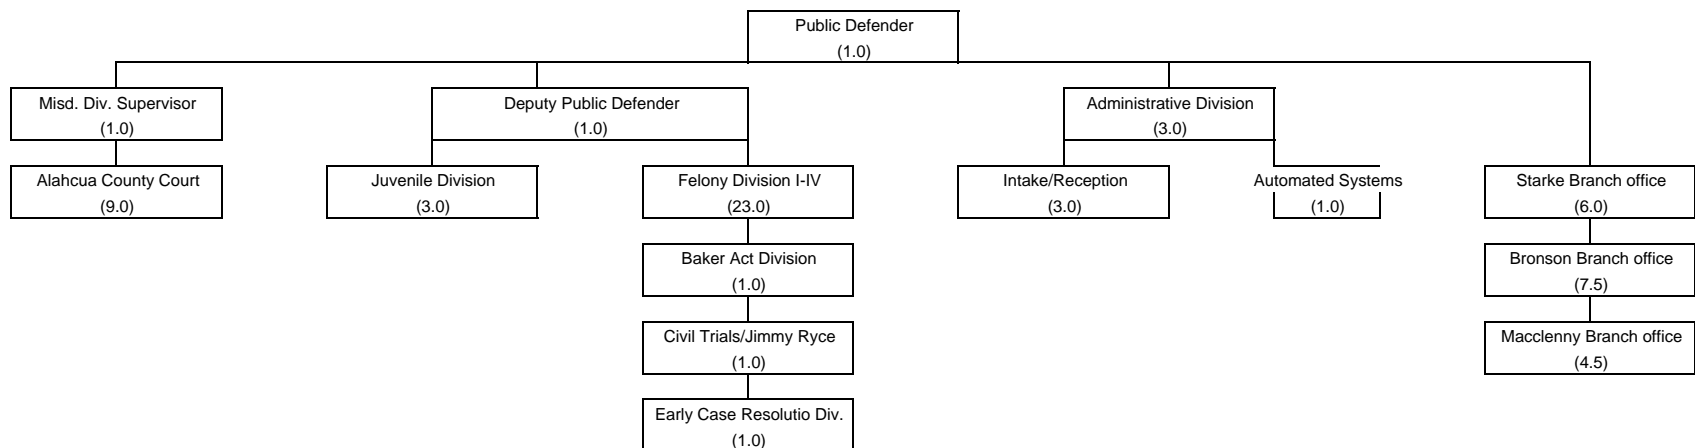 Public Defender
(1.0)
Misd. Div. Supervisor
(1.0)
Deputy Public Defender
(1.0)
Administrative Division
(3.0)
Alahcua County Court
(9.0)
Juvenile Division
(3.0)
Felony Division I-IV
(23.0)
Intake/Reception
(3.0)
Automated Systems
(1.0)
Starke Branch office
(6.0)
Baker Act Division
(1.0)
Bronson Branch office
(7.5)
Civil Trials/Jimmy Ryce
(1.0)
Macclenny Branch office
(4.5)
Early Case Resolutio Div.
(1.0)